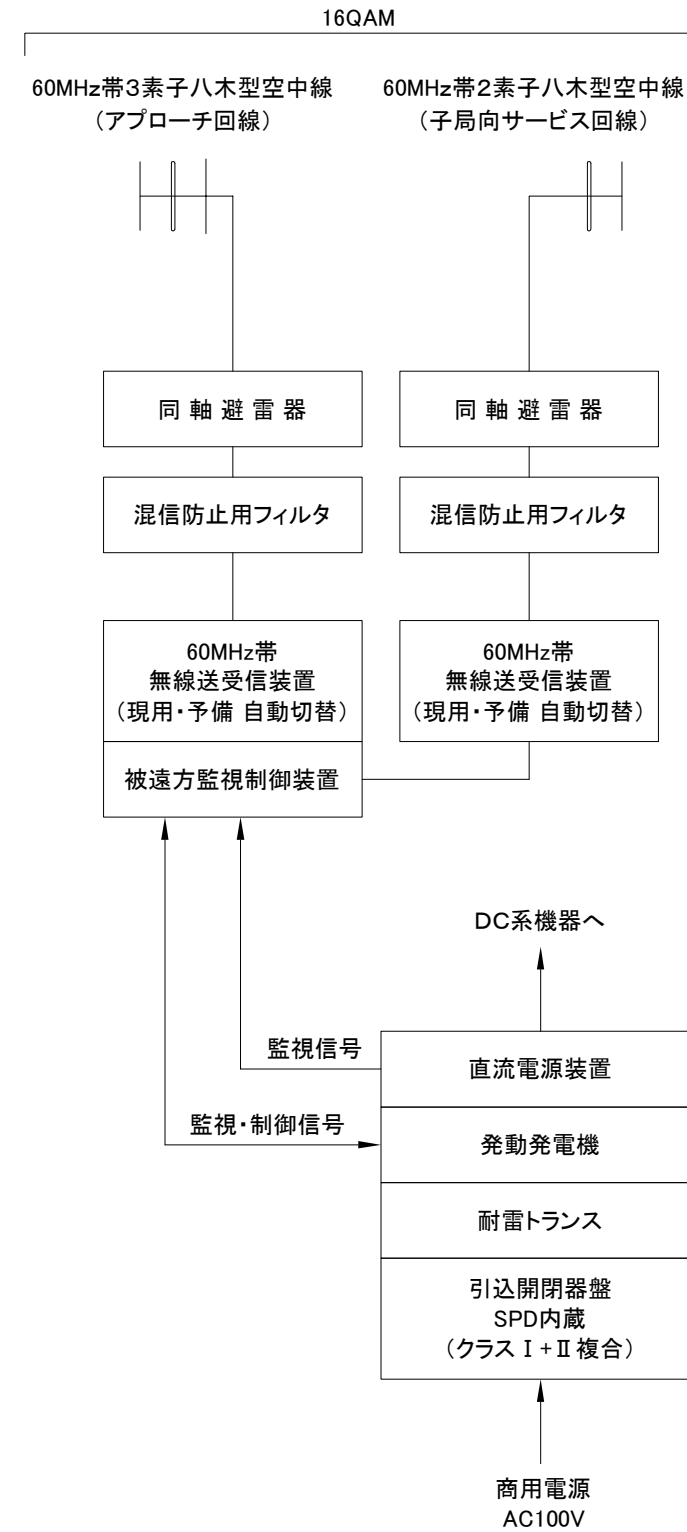 16QAM
60MHz帯3素子八木型空中線
（アプローチ回線）
60MHz帯2素子八木型空中線
（子局向サービス回線）
同 軸 避 雷 器
同 軸 避 雷 器
混信防止用フィルタ
混信防止用フィルタ
60MHz帯
無線送受信装置
（現用・予備 自動切替）
60MHz帯
無線送受信装置
（現用・予備 自動切替）
被遠方監視制御装置
DC系機器へ
監視信号
直流電源装置
監視・制御信号
発動発電機
耐雷トランス
引込開閉器盤
SPD内蔵
（クラスⅠ+Ⅱ複合）
商用電源
AC100V